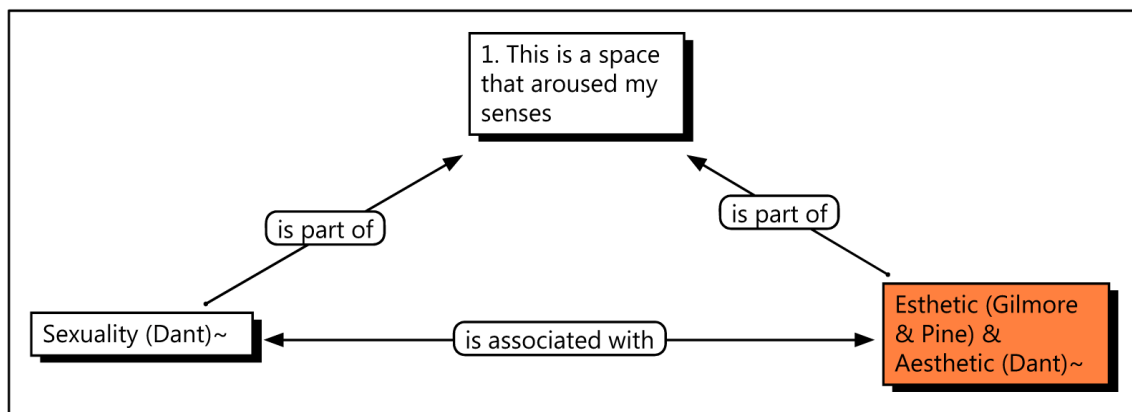 1. This is a space
that aroused my
senses
is part of
is part of
Sexuality (Dant)~
is associated with
Esthetic (Gilmore
& Pine) &
Aesthetic (Dant)~